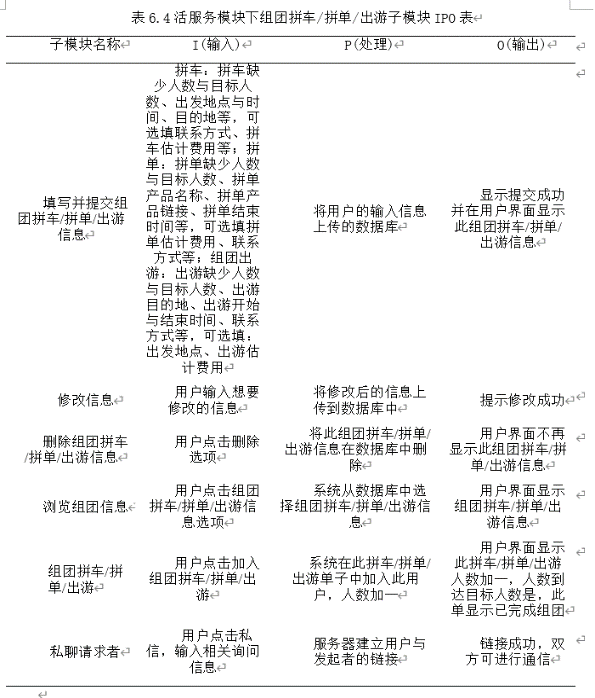 表 6.4 活服务模块下组团拼车/拼单/出游子模块 IPO 表
子模块名称 I(输入) P(处理) O(输出)
填写并提交组
团拼车/拼单/出游
信息
拼车：拼车缺
少人数与目标人
数、出发地点与时
间、目的地等，可
选填联系方式、拼
车估计费用等；拼
单：拼单缺少人数
与目标人数、拼单
产品名称、拼单产
品链接、拼单结束
时间等，可选填拼
单估计费用、联系
方式等；组团出
游：出游缺少人数
与目标人数、出游
目的地、出游开始
与结束时间、联系
方式等，可选填：
出发地点、出游估
计费用
将用户的输入信息
上传的数据库
显示提交成功
并在用户界面显示
此组团拼车/拼单/
出游信息
修改信息
用户输入想要
修改的信息
将修改后的信息上
传到数据库中
提示修改成功
删除组团拼车
/拼单/出游信息
用户点击删除
选项
将此组团拼车/拼单/
出游信息在数据库中删
除
用户界面不再
显示此组团拼车/拼
单/出游信息
浏览组团信息
用户点击组团
拼车/拼单/出游信
息选项
系统从数据库中选
择组团拼车/拼单/出游信
息
用户界面显示
组团拼车/拼单/出
游信息
组团拼车/拼
单/出游
用户点击加入
组团拼车/拼单/出
游
系统在此拼车/拼单/
出游单子中加入此用
户，人数加一
用户界面显示
此拼车/拼单/出游
人数加一，人数到
达目标人数是，此
单显示已完成组团
私聊请求者
用户点击私
信，输入相关询问
信息
服务器建立用户与
发起者的链接
链接成功，双
方可进行通信